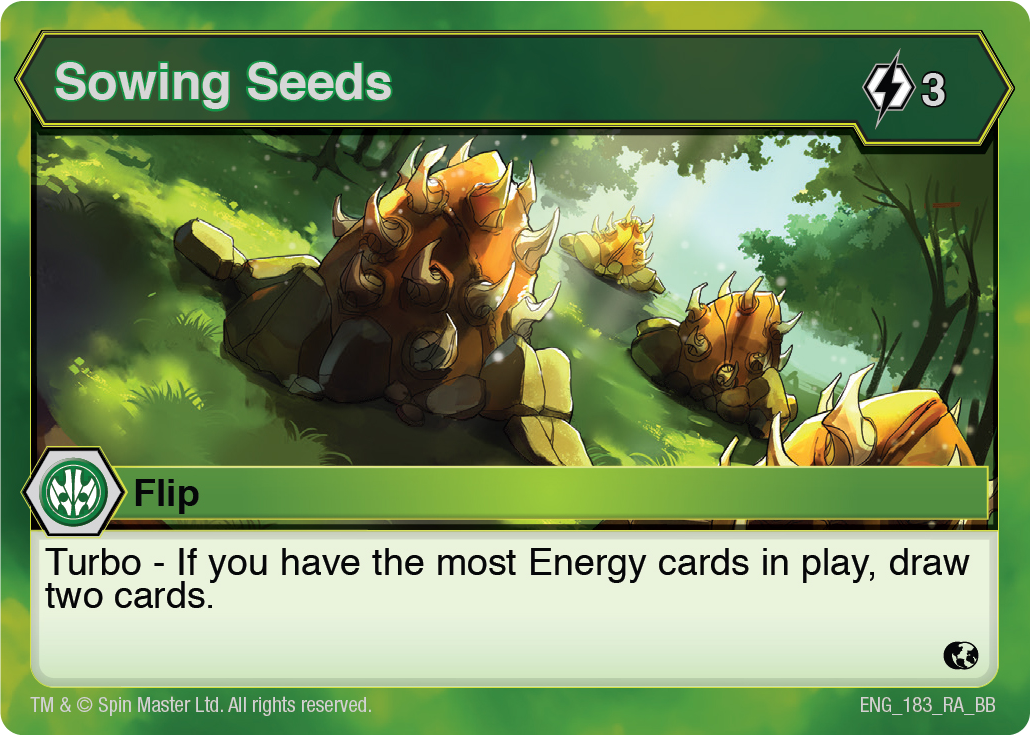 Sowing Seeds
3
Flip
Turbo - If you have the most Energy cards in play, draw
two cards.
TM & © Spin Master Ltd. All rights reserved.
ENG_183_RA_BB